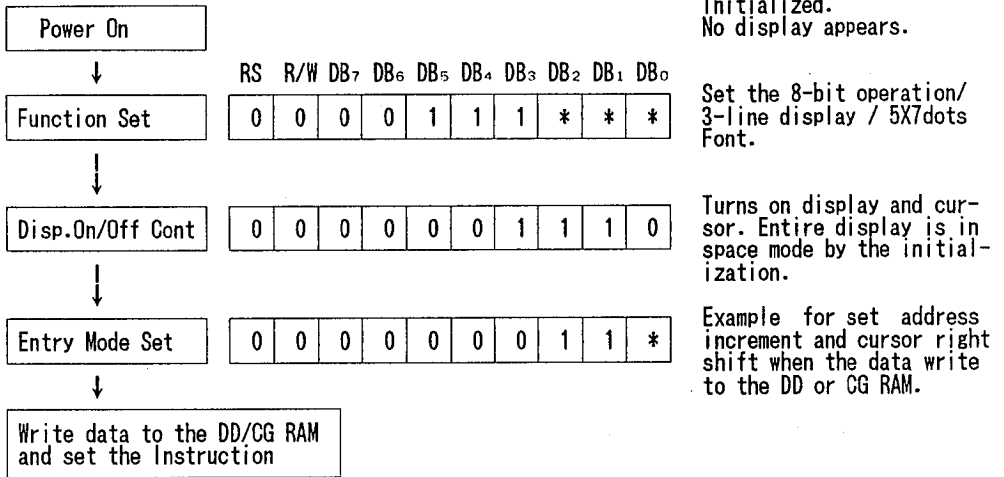 Initialized.
No display appears.
Power On
RS R/W DB₇ DB₆ DB₅ DB₄ DB₃ DB₂ DB₁ DB₀
Function Set 0 0 0 0 1 1 1 * * *
Set the 8-bit operation/
3-line display / 5X7dots
Font.
Disp.On/Off Cont 0 0 0 0 0 0 1 1 1 0
Turns on display and cur-
sor. Entire display is in
space mode by the initial-
ization.
Entry Mode Set 0 0 0 0 0 0 0 1 1 *
Example for set address
increment and cursor right
shift when the data write
to the DD or CG RAM.
Write data to the DD/CG RAM
and set the Instruction